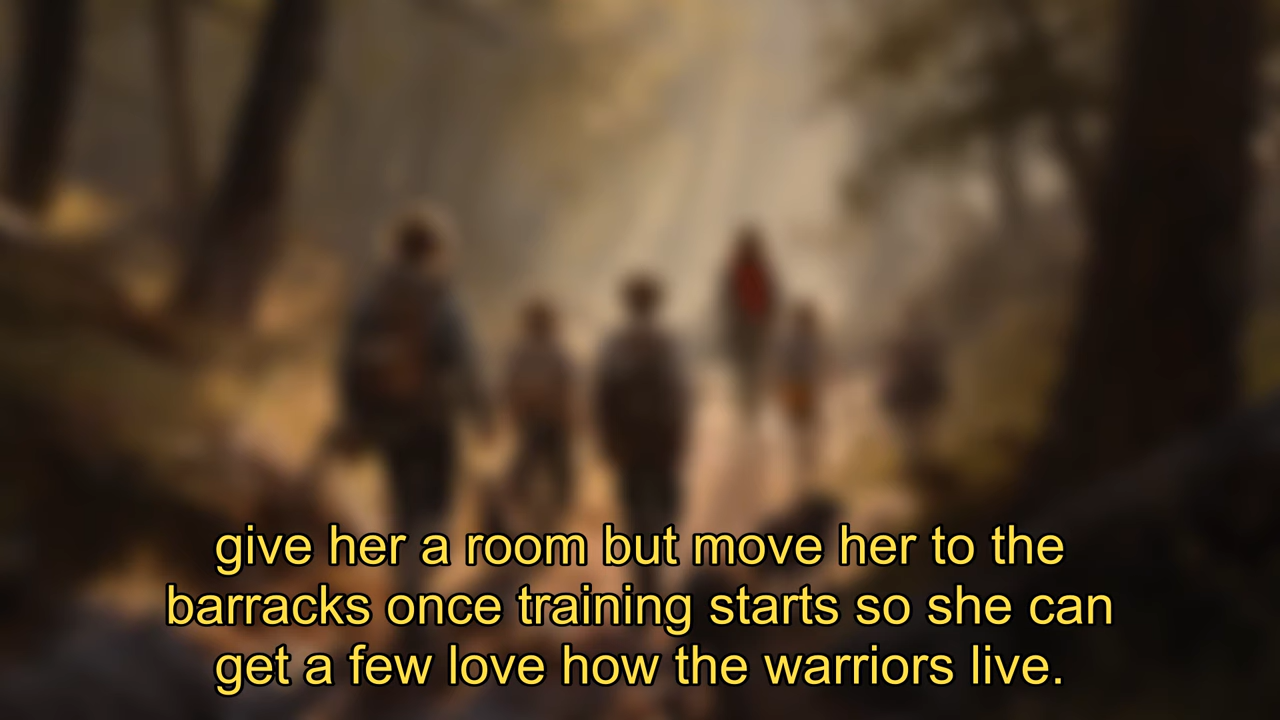 give her a room but move her to the
barracks once training starts so she can
get a few love how the warriors live.